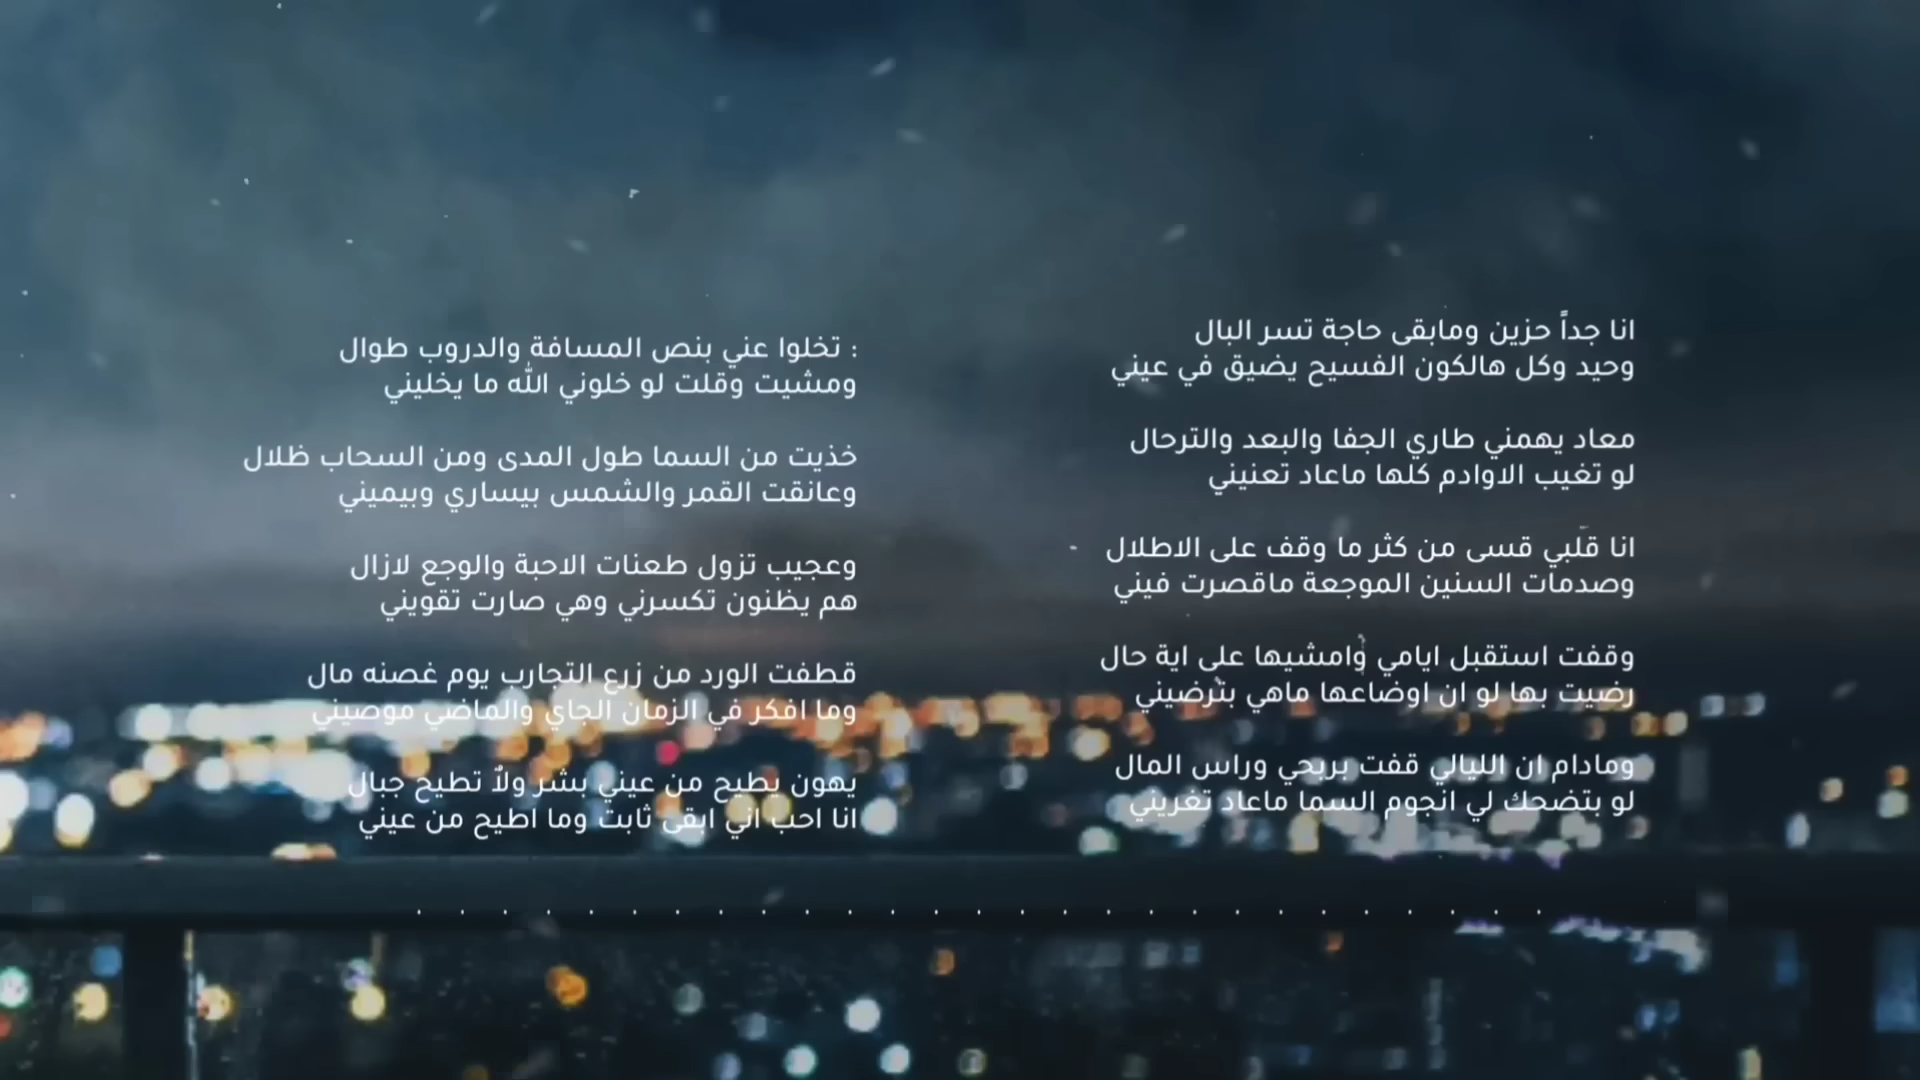 انا جداً حزين ومابقى حاجة تسر البال
وحيد وكل هالكون الفسيح يضيق في عيني
معاد يهمني طاري الجفا والبعد والترحال
لو تغيب الاوادم كلها ماعاد تعنيني
انا قلبي قسى من كثر ما وقف على الاطلال
وصدمات السنين الموجعة ماقصرت فيني
وقفت استقبل ايامي وامشيها على اية حال
رضيت بها لو ان اوضاعها ماهي بترضيني
ومادام ان الليالي قفت بربحي وراس المال
لو بتضحك لي انجوم السما ماعاد تغريني
: تخلوا عني بنص المسافة والدروب طوال
ومشيت وقلت لو خلوني الله ما يخليني
خذيت من السما طول المدى ومن السحاب ظلال
وعانقت القمر والشمس بيساري وبيميني
وعجيب تزول طعنات الاحبة والوجع لازال
هم يظنون تكسرني وهي صارت تقويني
قطفت الورد من زرع التجارب يوم غصنه مال
وما افكر في الزمان الجاي والماضي موصيني
يهون يطيح من عيني بشر ولا تطيح جبال
انا احب اني ابقى ثابت وما اطيح من عيني